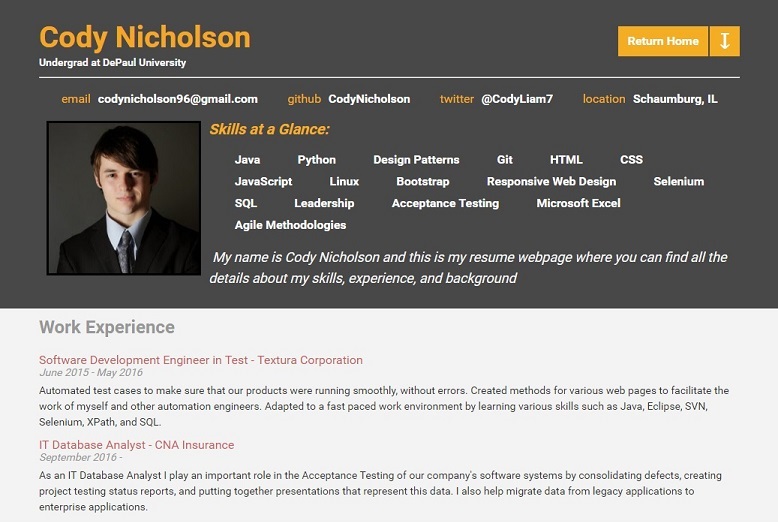 Cody Nicholson
Return Home
Undergrad at DePaul University
email codynicholson96@gmail.com github CodyNicholson twitter @CodyLiam7 location Schaumburg, IL
Skills at a Glance:
Java Python Design Patterns Git HTML CSS
JavaScript Linux Bootstrap Responsive Web Design Selenium
SQL Leadership Acceptance Testing Microsoft Excel
Agile Methodologies
My name is Cody Nicholson and this is my resume webpage where you can find all the
details about my skills, experience, and background
Work Experience
Software Development Engineer in Test - Textura Corporation
June 2015 - May 2016
Automated test cases to make sure that our products were running smoothly, without errors. Created methods for various web pages to facilitate the
work of myself and other automation engineers. Adapted to a fast paced work environment by learning various skills such as Java, Eclipse, SVN,
Selenium, XPath, and SQL.
IT Database Analyst - CNA Insurance
September 2016 -
As an IT Database Analyst I play an important role in the Acceptance Testing of our company's software systems by consolidating defects, creating
project testing status reports, and putting together presentations that represent this data. I also help migrate data from legacy applications to
enterprise applications.